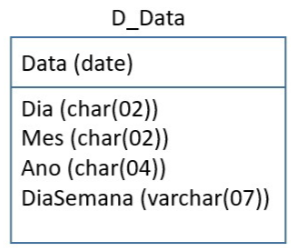 D_Data
Data (date)
Dia (char(02))
Mes (char(02))
Ano (char(04))
DiaSemana (varchar(07))